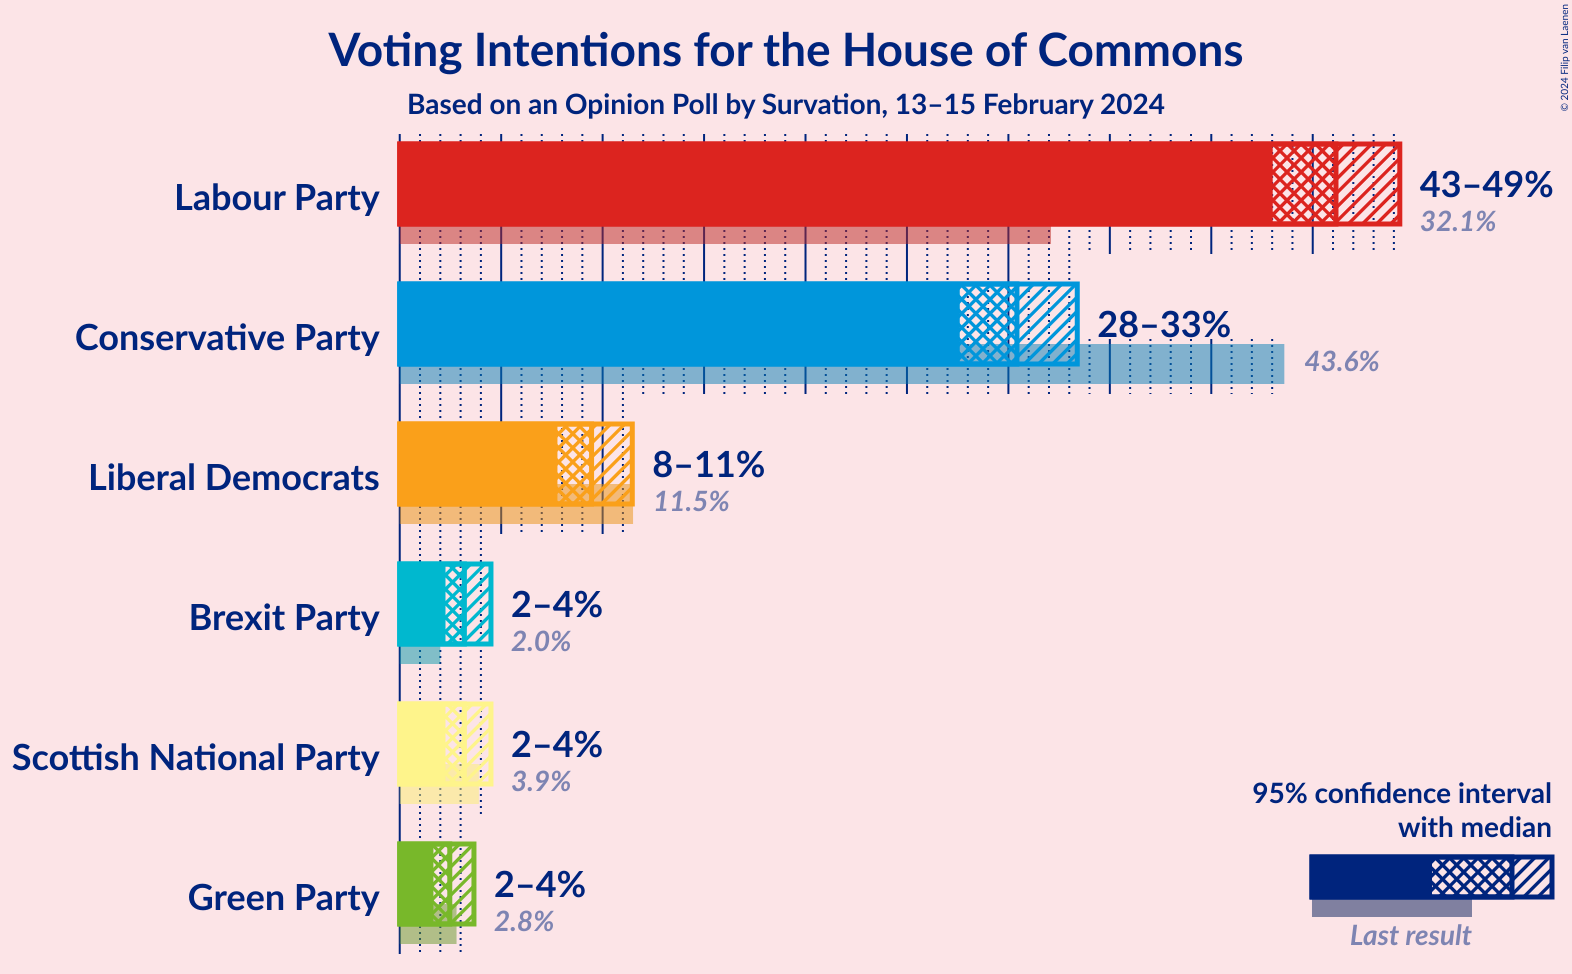 Voting Intentions for the House of Commons
Based on an Opinion Poll by Survation, 13–15 February 2024
© 2024 Filip van Laenen
Labour Party
43–49%
32.1%
Conservative Party
28–33%
43.6%
Liberal Democrats
8–11%
11.5%
Brexit Party
2–4%
2.0%
Scottish National Party
2–4%
3.9%
Green Party
2–4%
2.8%
95% confidence interval
with median
Last result